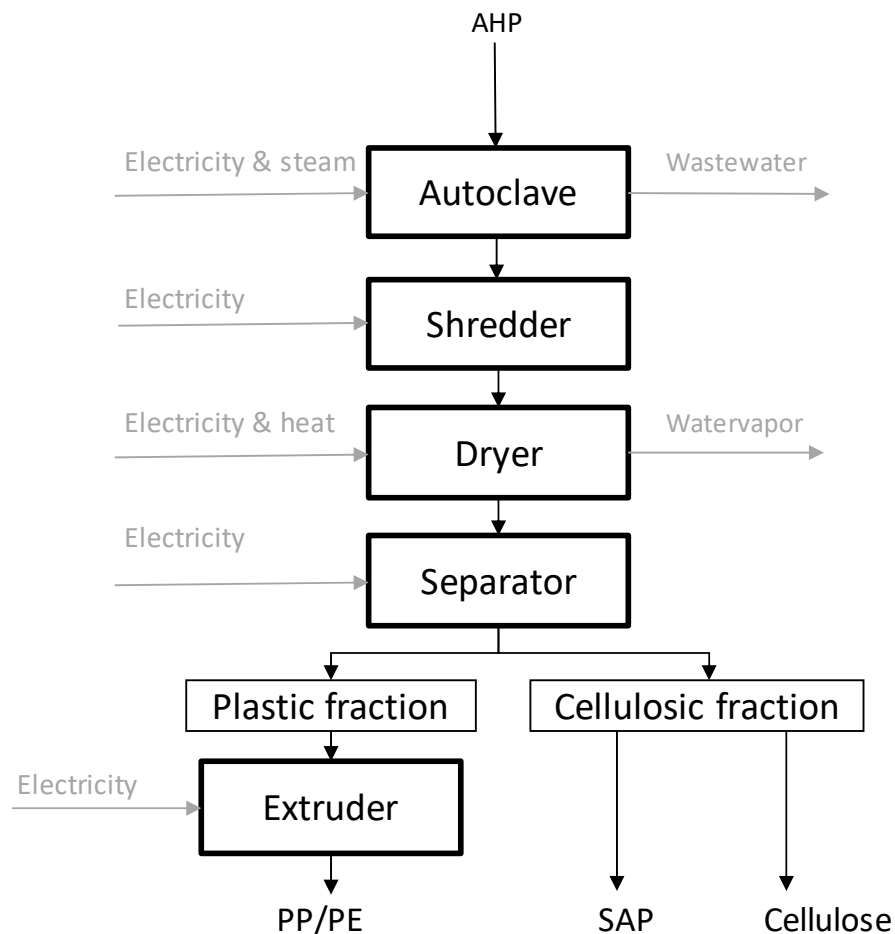 AHP
Electricity & steam
Wastewater
Autoclave
Electricity
Shredder
Electricity & heat
Watervapor
Dryer
Electricity
Separator
Plastic fraction
Cellulosic fraction
Electricity
Extruder
PP/PE
SAP
Cellulose